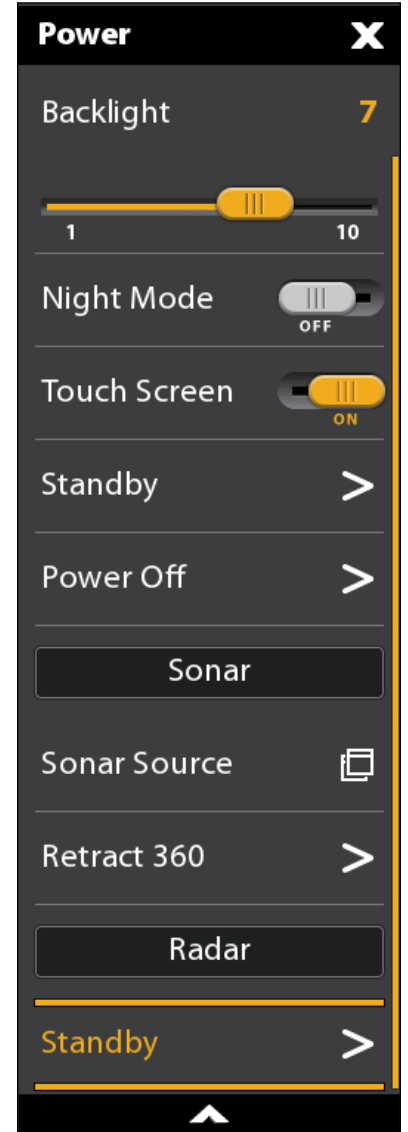 Power X
Backlight 7
1 10
Night Mode OFF
Touch Screen ON
Standby >
Power Off >
Sonar
Sonar Source
Retract 360 >
Radar
Standby >